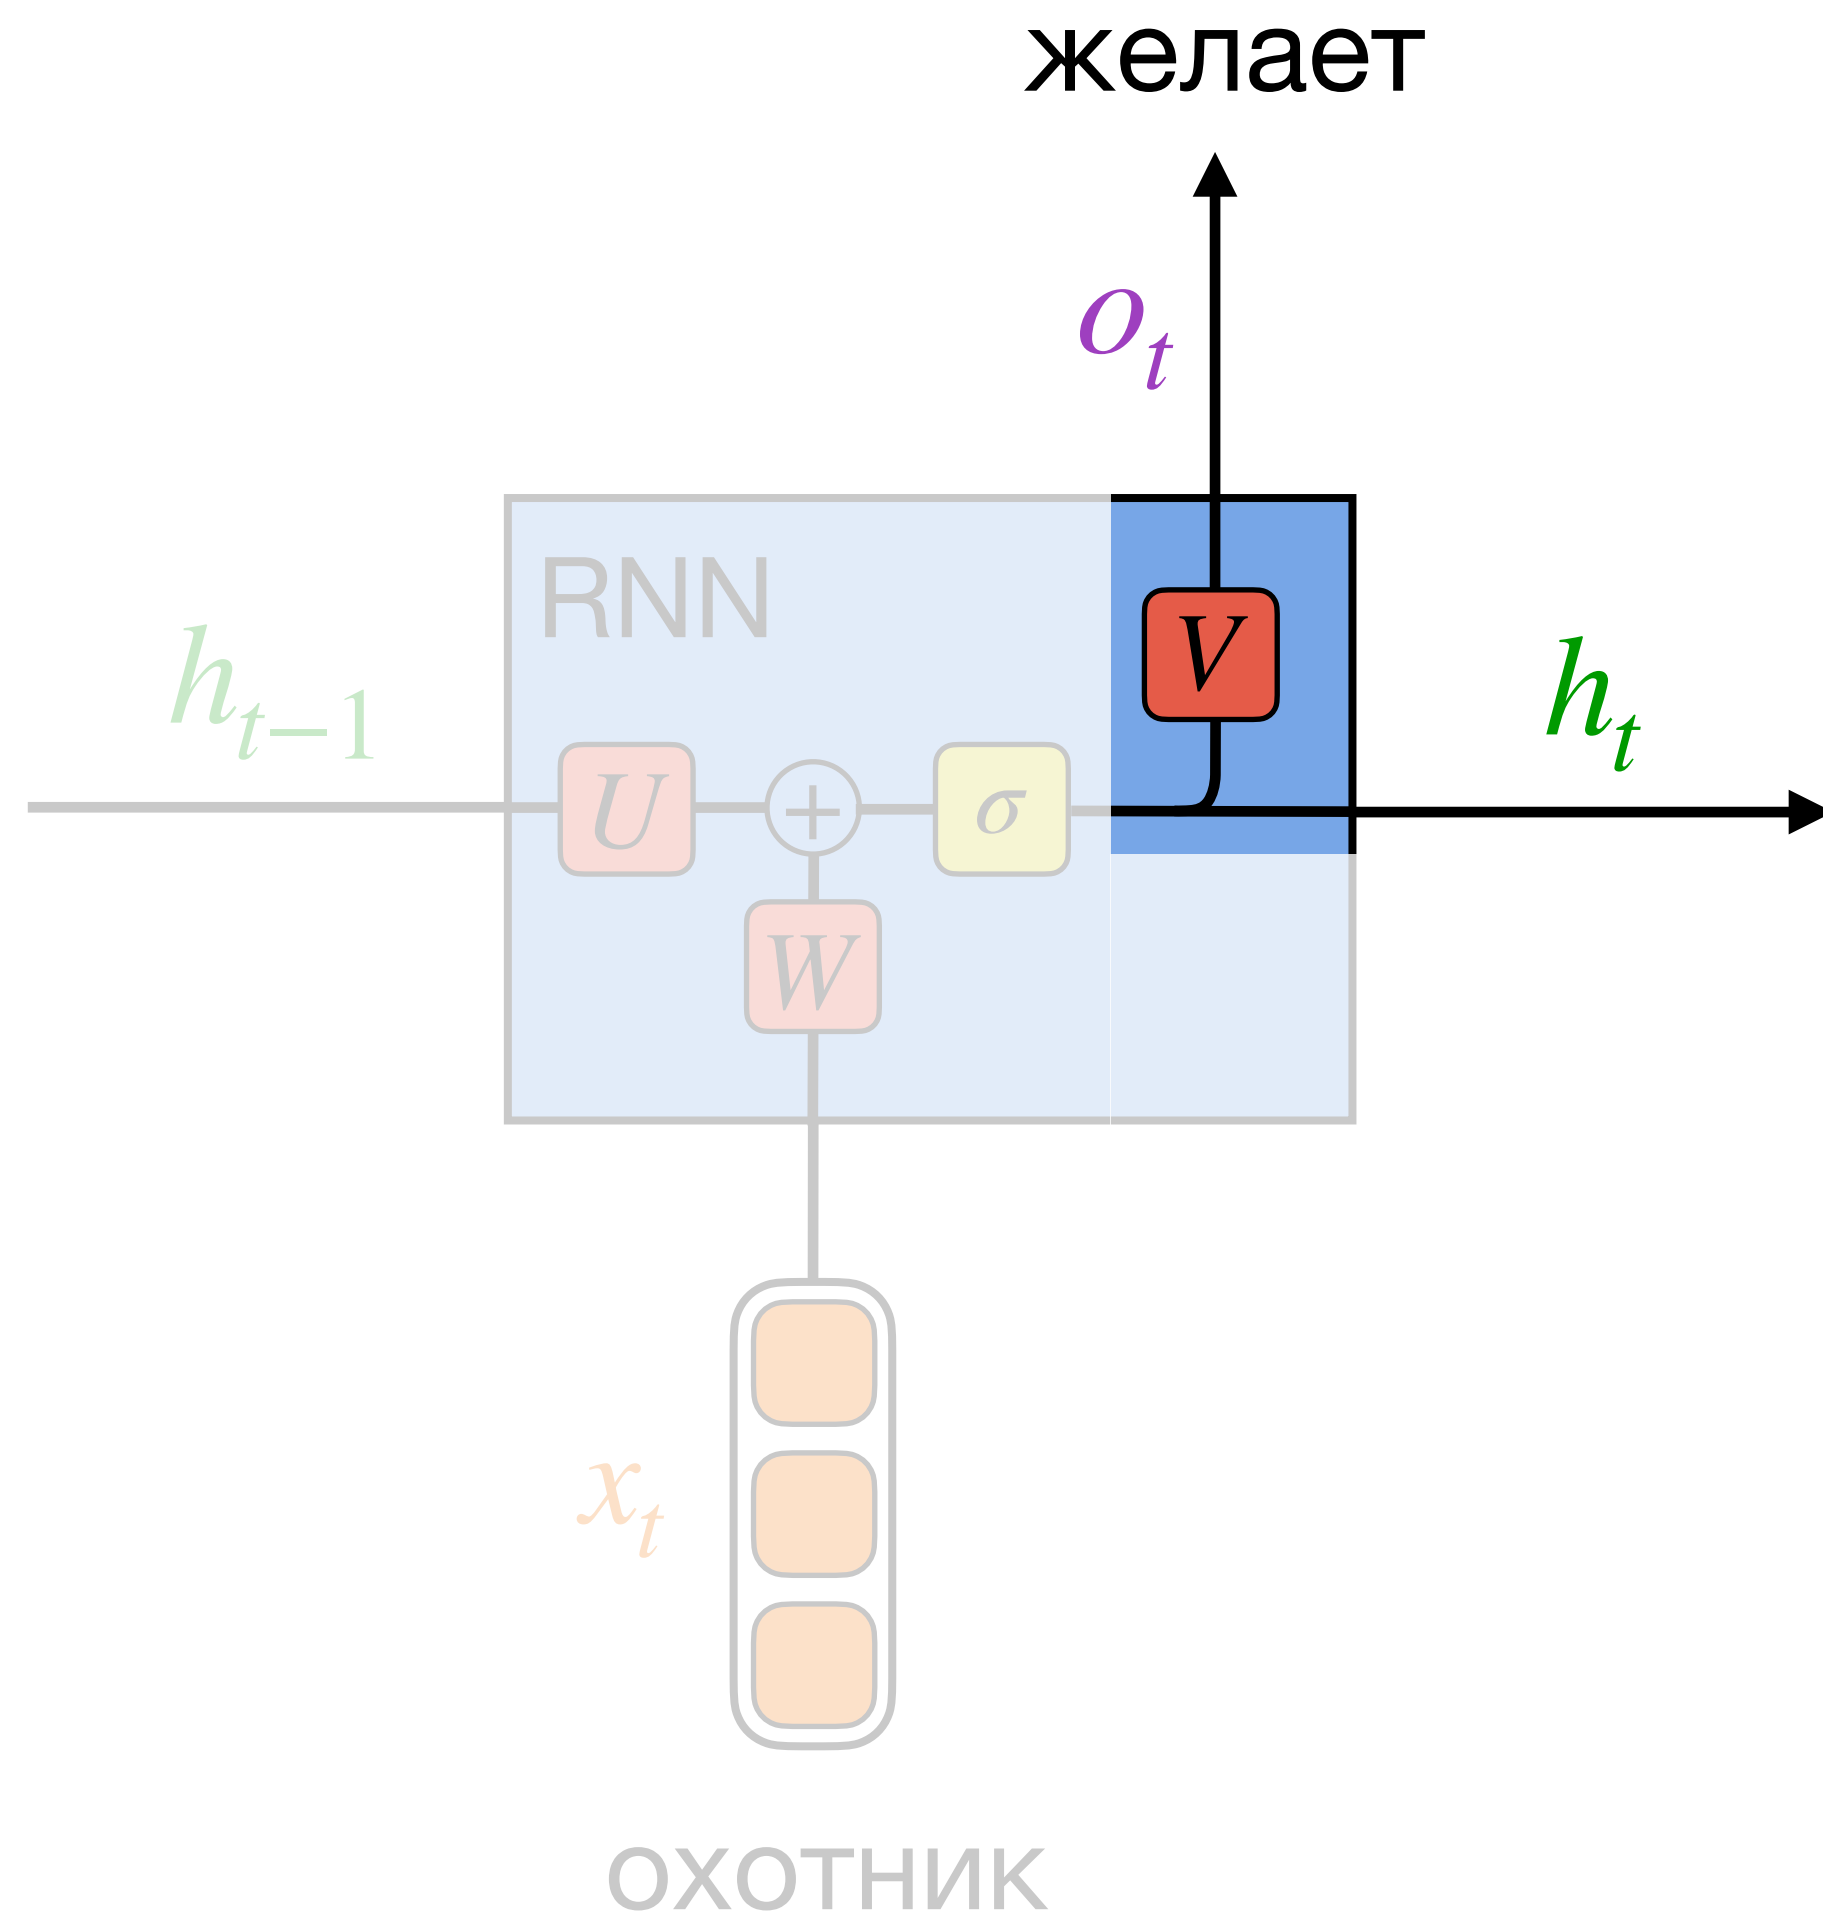 желает
o_t
RNN
h_{t-1}
V
h_t
U
+
σ
W
x_t
охотник